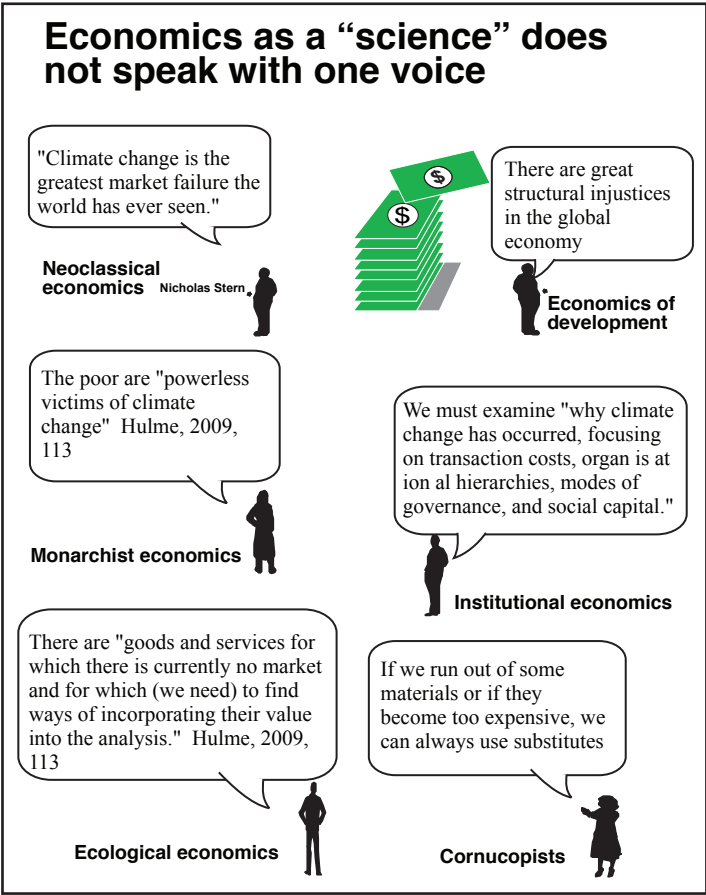 Economics as a “science” does
not speak with one voice
"Climate change is the
greatest market failure the
world has ever seen."
Neoclassical
economics
Nicholas Stern
$
$
There are great
structural injustices
in the global
economy
Economics of
development
The poor are "powerless
victims of climate
change" Hulme, 2009,
113
Monarchist economics
We must examine "why climate
change has occurred, focusing
on transaction costs, organ is at
ion al hierarchies, modes of
governance, and social capital."
Institutional economics
There are "goods and services for
which there is currently no market
and for which (we need) to find
ways of incorporating their value
into the analysis." Hulme, 2009,
113
Ecological economics
If we run out of some
materials or if they
become too expensive, we
can always use substitutes
Cornucopists